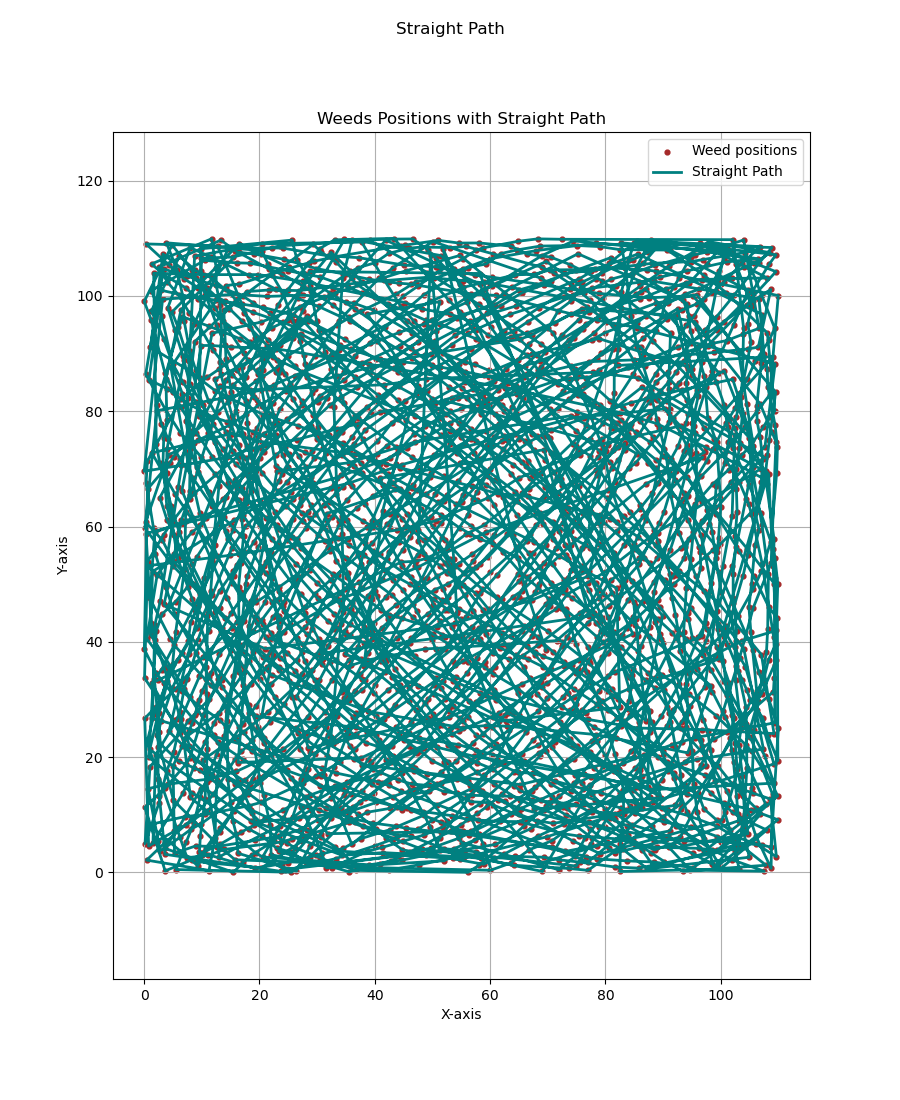 Straight Path
Weeds Positions with Straight Path
Weed positions
Straight Path
120
100
80
60
40
20
0
Y-axis
0 20 40 60 80 100
X-axis